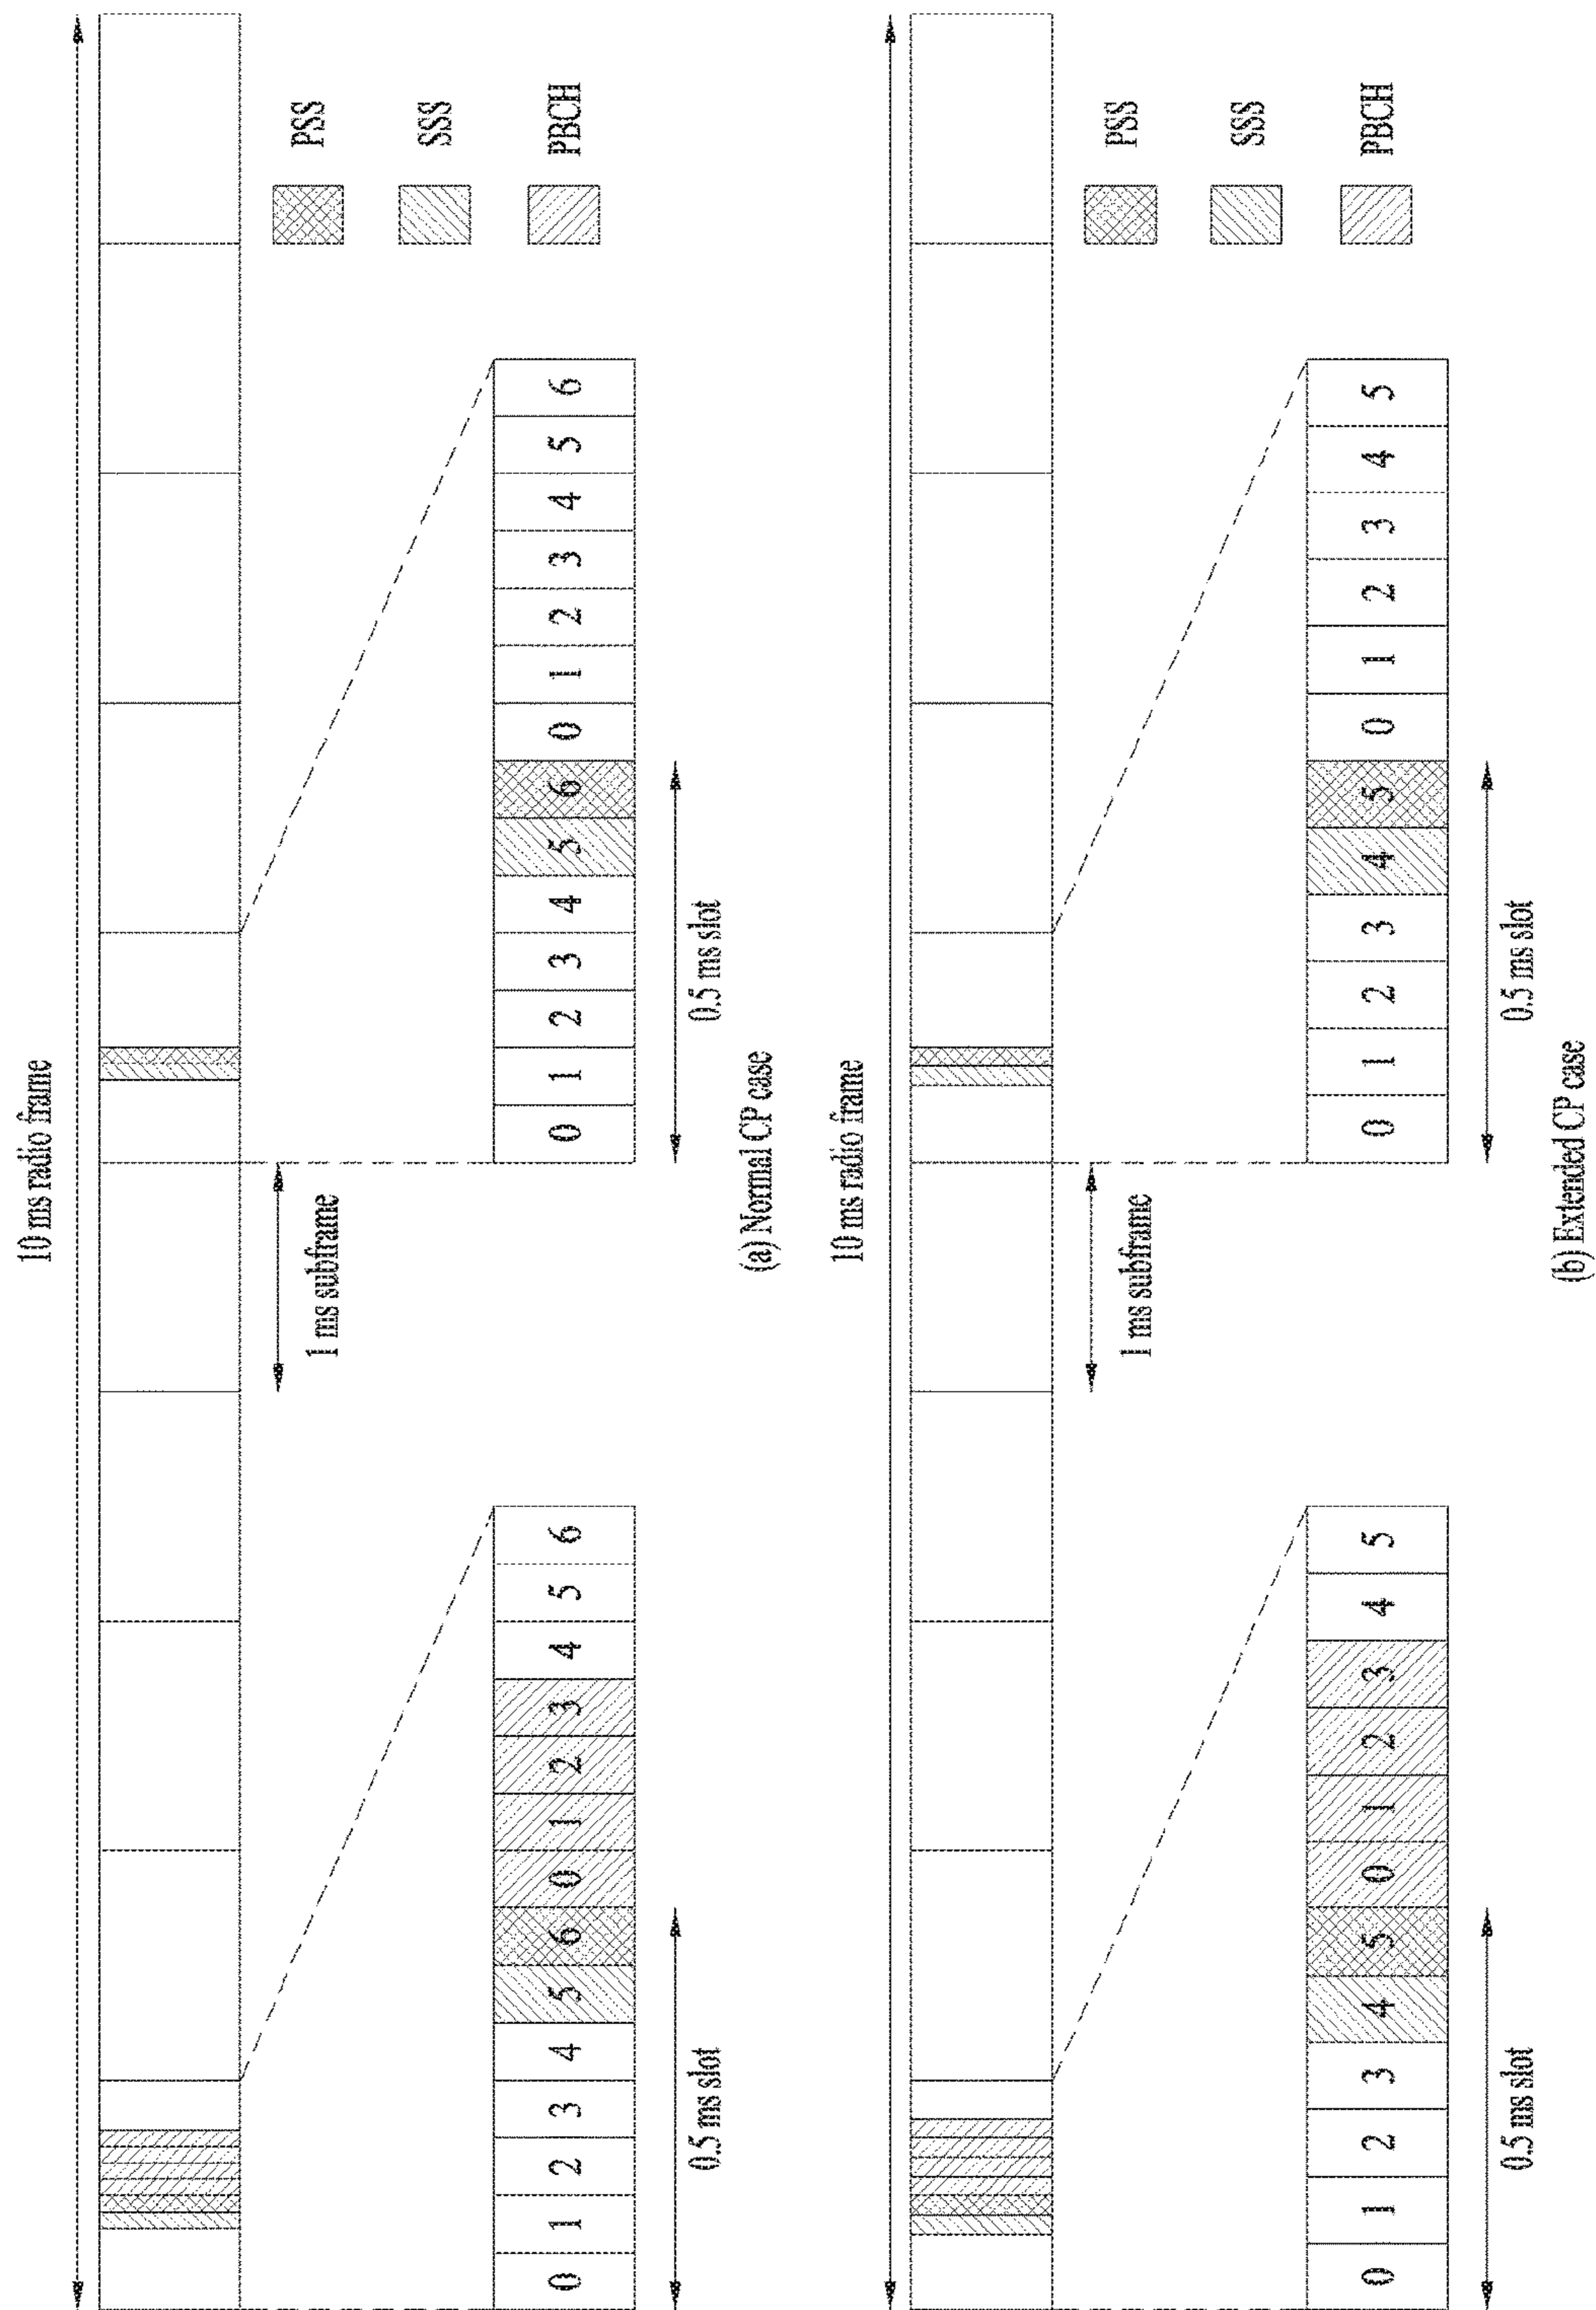 10 ms radio frame
PSS
SSS
PBCH
1 ms subframe
0 1 2 3 4 5 6 0 1 2 3 4 5 6
0 1 2 3 4 5 6 0 1 2 3 4 5 6
0.5 ms slot
0.5 ms slot
(a) Normal CP case
10 ms radio frame
PSS
SSS
PBCH
1 ms subframe
0 1 2 3 4 5 0 1 2 3 4 5
0 1 2 3 4 5 0 1 2 3 4 5
0.5 ms slot
0.5 ms slot
(b) Extended CP case